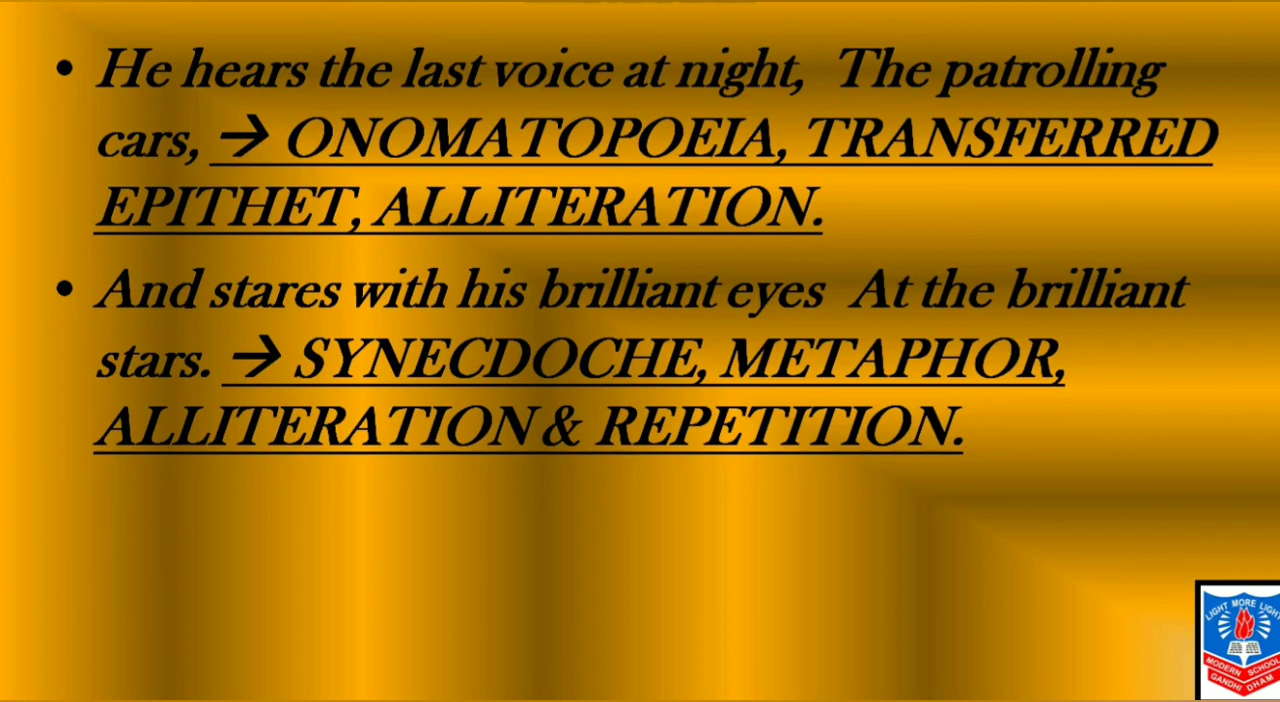 • He hears the last voice at night, The patrolling
cars, → ONOMATOPOEIA, TRANSFERRED
EPITHET, ALLITERATION.
• And stares with his brilliant eyes At the brilliant
stars. → SYNECDOCHE, METAPHOR,
ALLITERATION & REPETITION.
LIGHT MORE LIGHT
MODERN SCHOOL
GANDHI DHAM